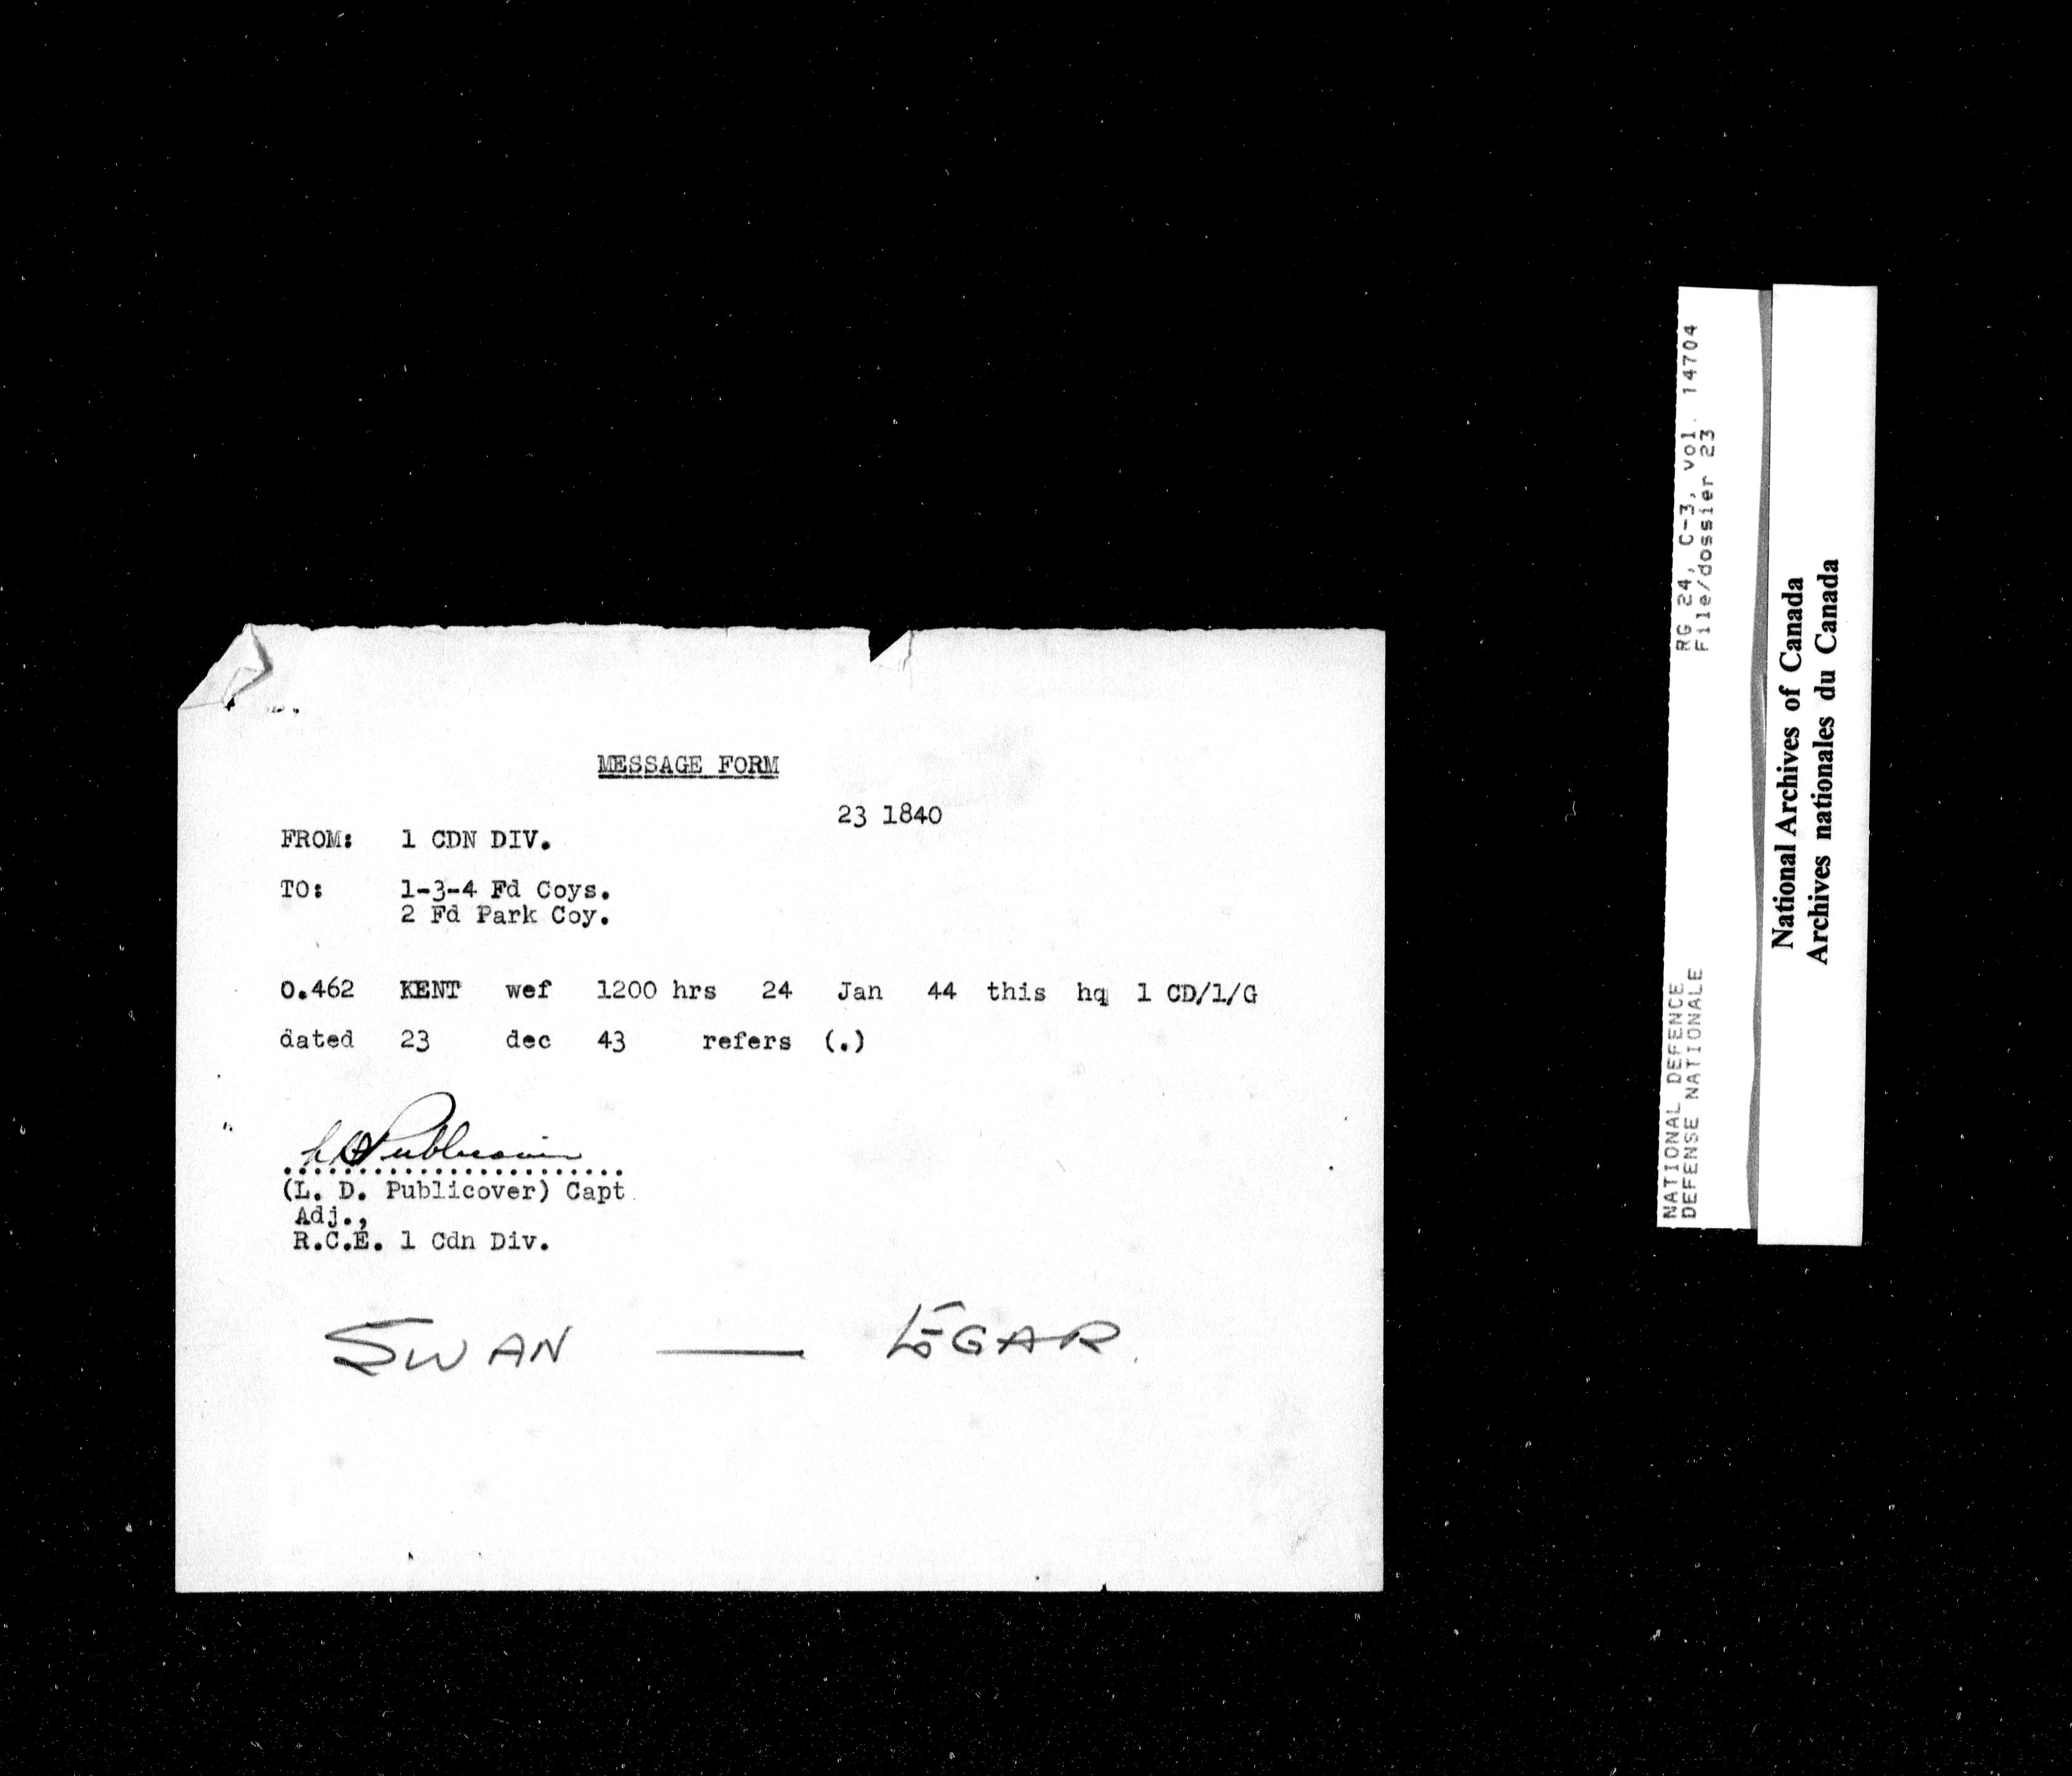 MESSAGE FORM
23 1840
FROM: 1 CDN DIV.
TO: 1-3-4 Fd Coys.
2 Fd Park Coy.
0.462 KENT wef 1200 hrs 24 Jan 44 this hq 1 CD/1/G
dated 23 dec 43 refers (.)
(L. D. Publicover) Capt
Adj.,
R.C.E. 1 Cdn Div.
SWAN —
NATIONAL DEFENCE RG 24, C-3, vol. 14704
DEFENSE NATIONALE File/dossier 23
National Archives of Canada
Archives nationales du Canada